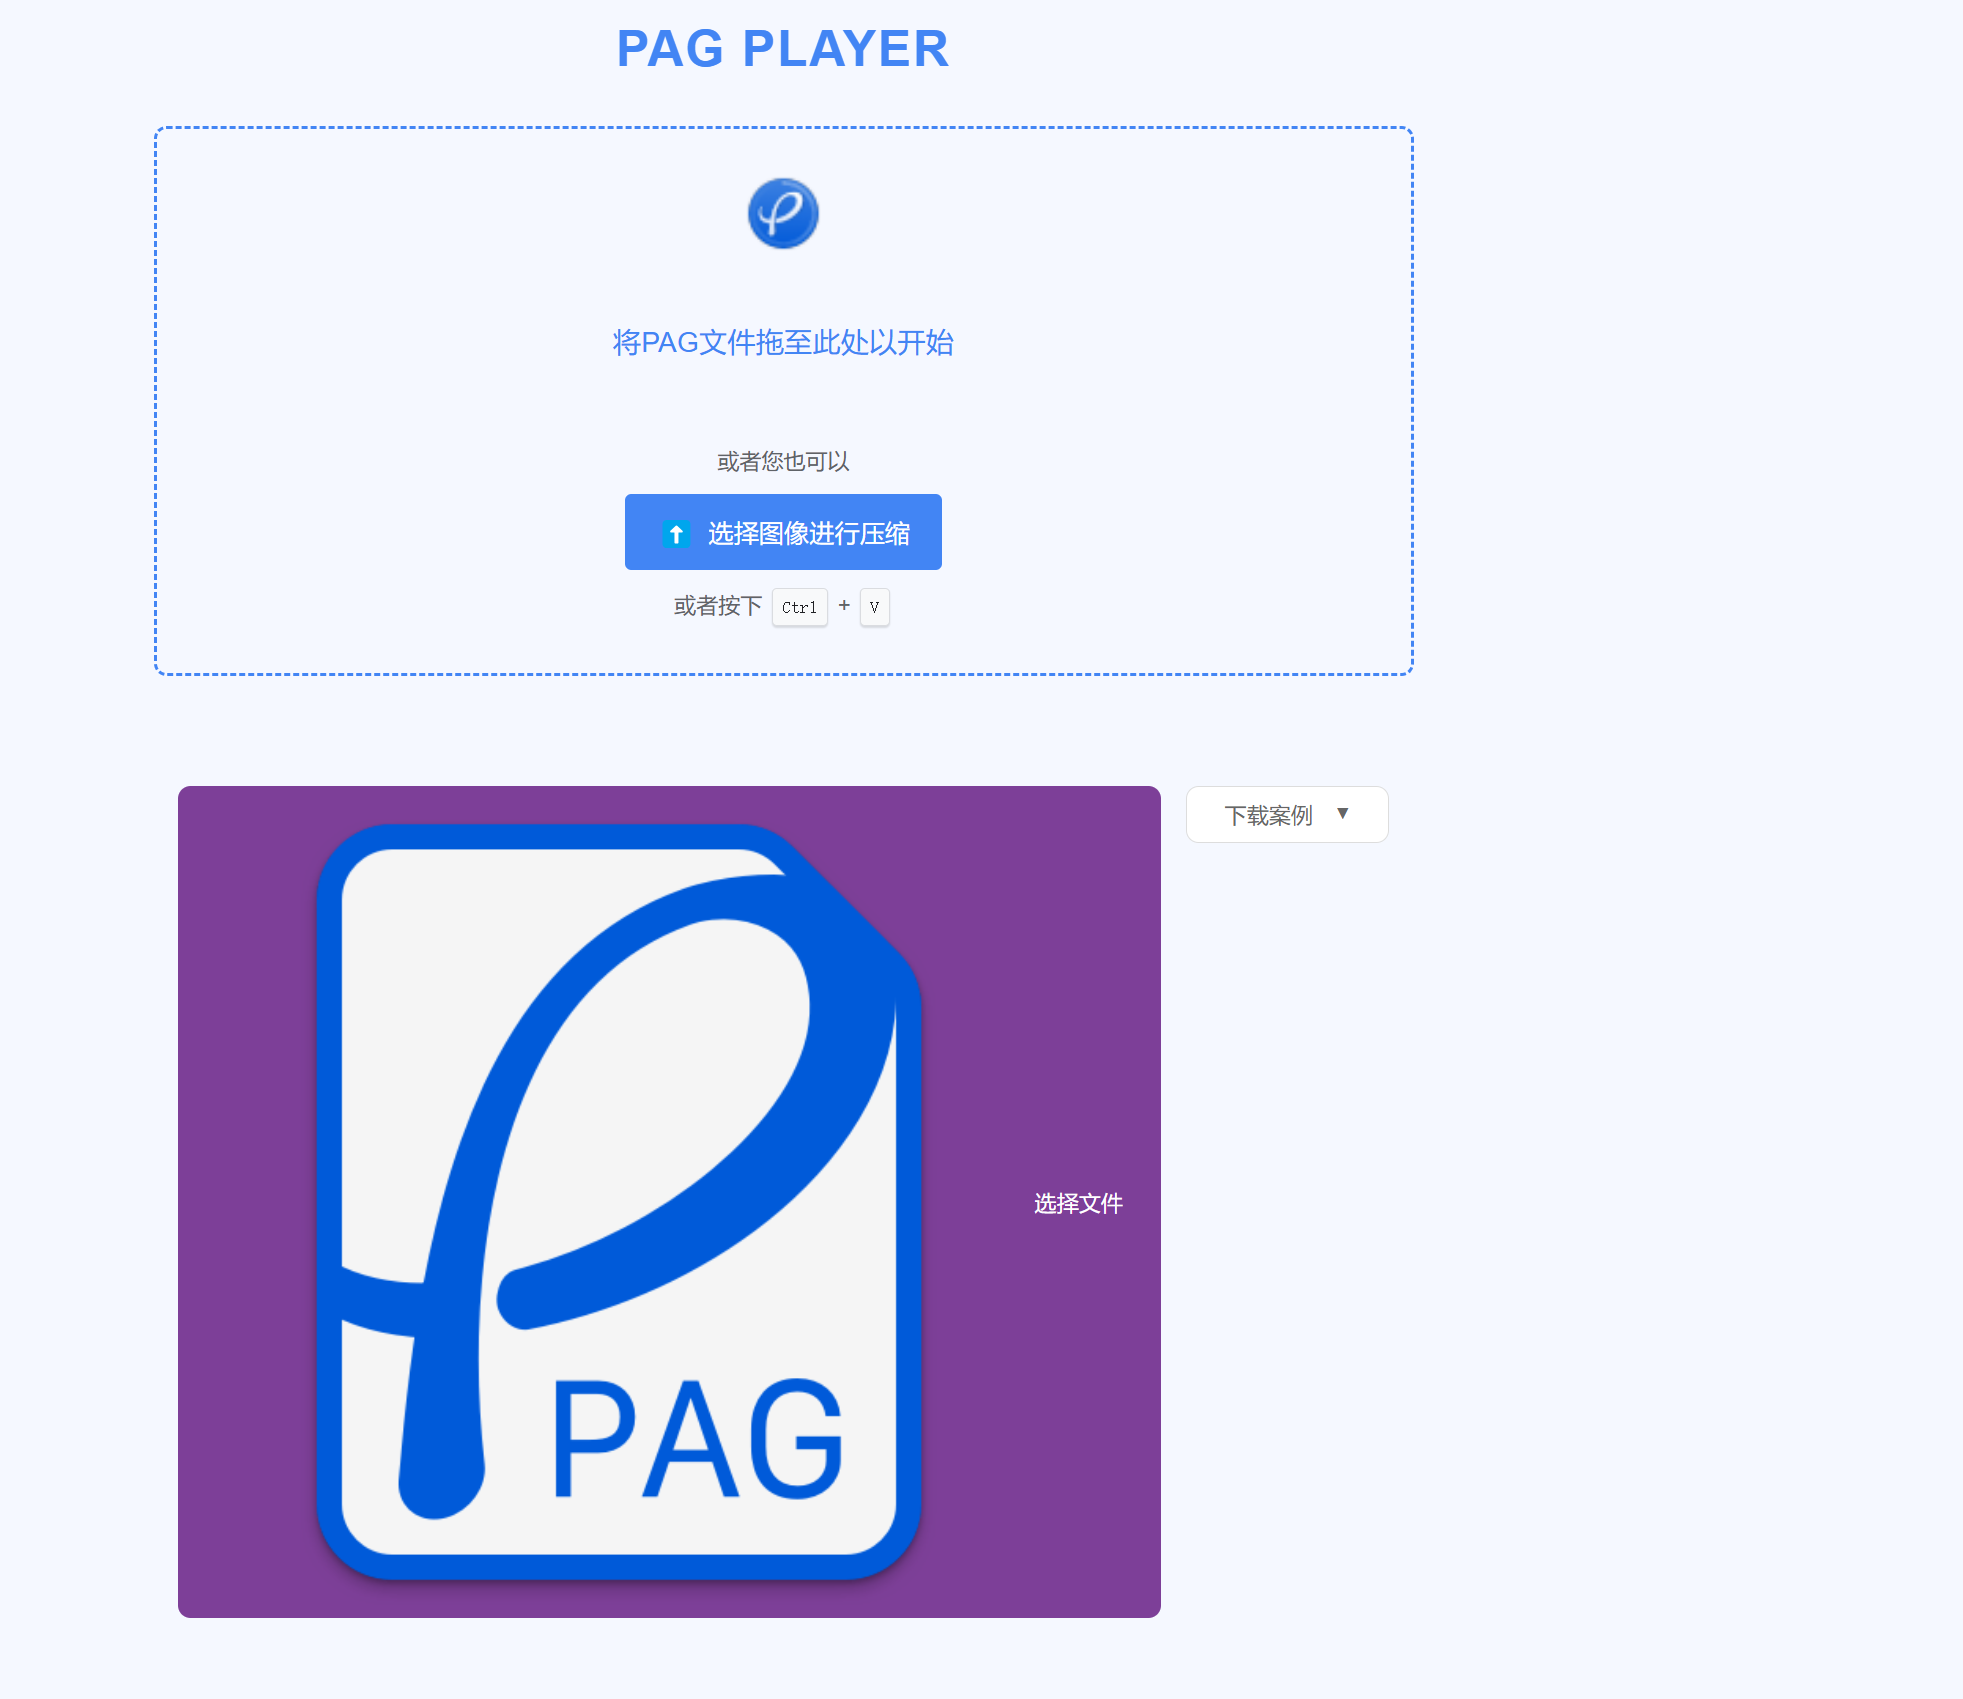 PAG PLAYER
将PAG文件拖至此处以开始
或者您也可以
选择图像进行压缩
或者按下 Ctrl + V
下载案例 ▼
选择文件
PAG